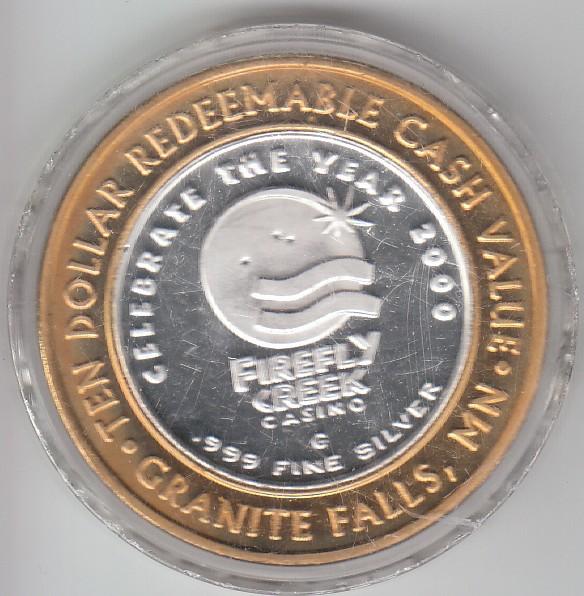 TEN DOLLAR REDEEMABLE CASH VALUE
• GRANITE FALLS, MN •
CELEBRATE THE YEAR 2000
FIREFLY
CREEK
CASINO
G
.999 FINE SILVER